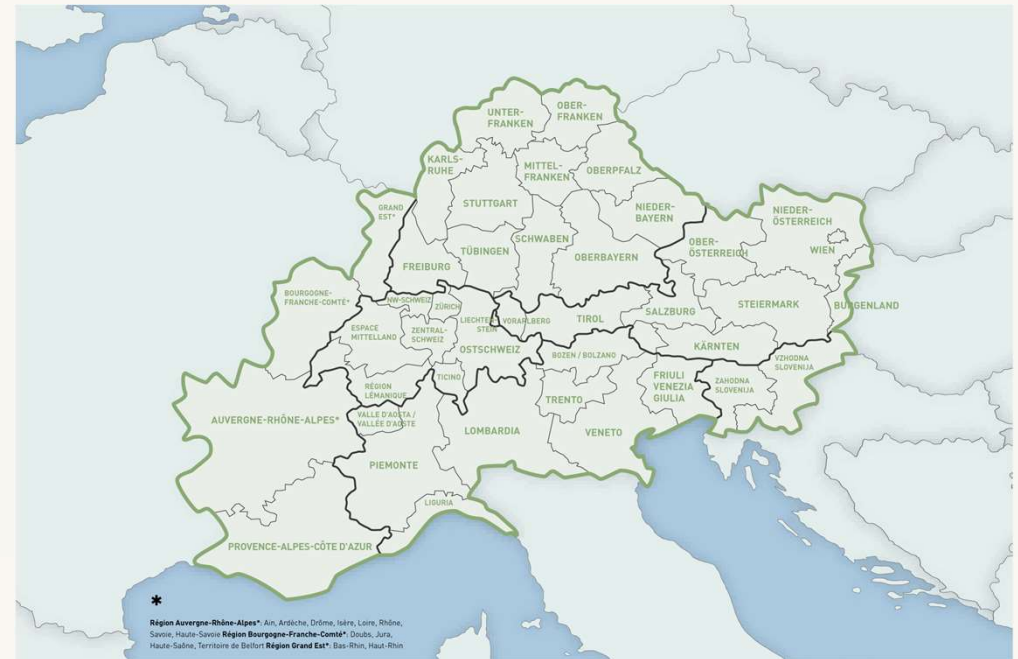 UNTER-
FRANKEN
OBER-
FRANKEN
KARLS-
RUHE
MITTEL-
FRANKEN
OBERPFALZ
GRAND
EST*
STUTTGART
NIEDER-
BAYERN
NIEDER-
ÖSTERREICH
SCHWABEN
OBER-
ÖSTERREICH
WIEN
TÜBINGEN
OBERBAYERN
FREIBURG
BOURGOGNE-
FRANCHE-COMTÉ*
NW-SCHWEIZ
ZÜRICH
STEIERMARK
BURGENLAND
LIECHTEN-
STEIN
VORARLBERG
TIROL
SALZBURG
ESPACE
MITTELLAND
ZENTRAL-
SCHWEIZ
OSTSCHWEIZ
BOZEN / BOLZANO
KÄRNTEN
VZHODNA
SLOVENIJA
TICINO
RÉGION
LÉMANIQUE
FRIULI
VENEZIA
GIULIA
ZAHODNA
SLOVENIJA
TRENTO
AUVERGNE-RHÔNE-ALPES*
VALLE D'AOSTA /
VALLÉE D'AOSTE
LOMBARDIA
VENETO
PIEMONTE
LIGURIA
PROVENCE-ALPES-CÔTE D'AZUR
*
Région Auvergne-Rhône-Alpes*: Ain, Ardèche, Drôme, Isère, Loire, Rhône,
Savoie, Haute-Savoie Région Bourgogne-Franche-Comté*: Doubs, Jura,
Haute-Saône, Territoire de Belfort Région Grand Est*: Bas-Rhin, Haut-Rhin